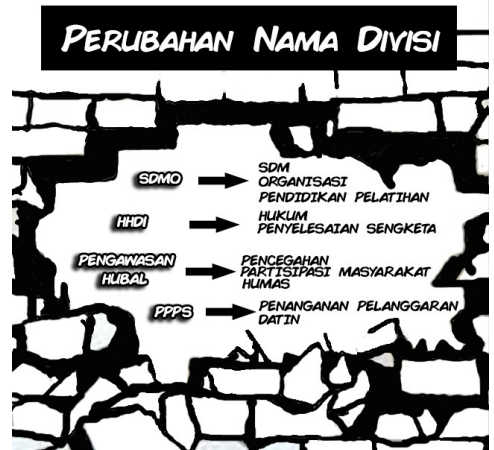 PERUBAHAN NAMA DIVISI
SDMO
SDM
ORGANISASI
PENDIDIKAN PELATIHAN
HHDI
HUKUM
PENYELESAIAN SENGKETA
PENGAWASAN
HUBAL
PENCEGAHAN
PARTISIPASI MASYARAKAT
HUMAS
PPPS
PENANGANAN PELANGGARAN
DATIN